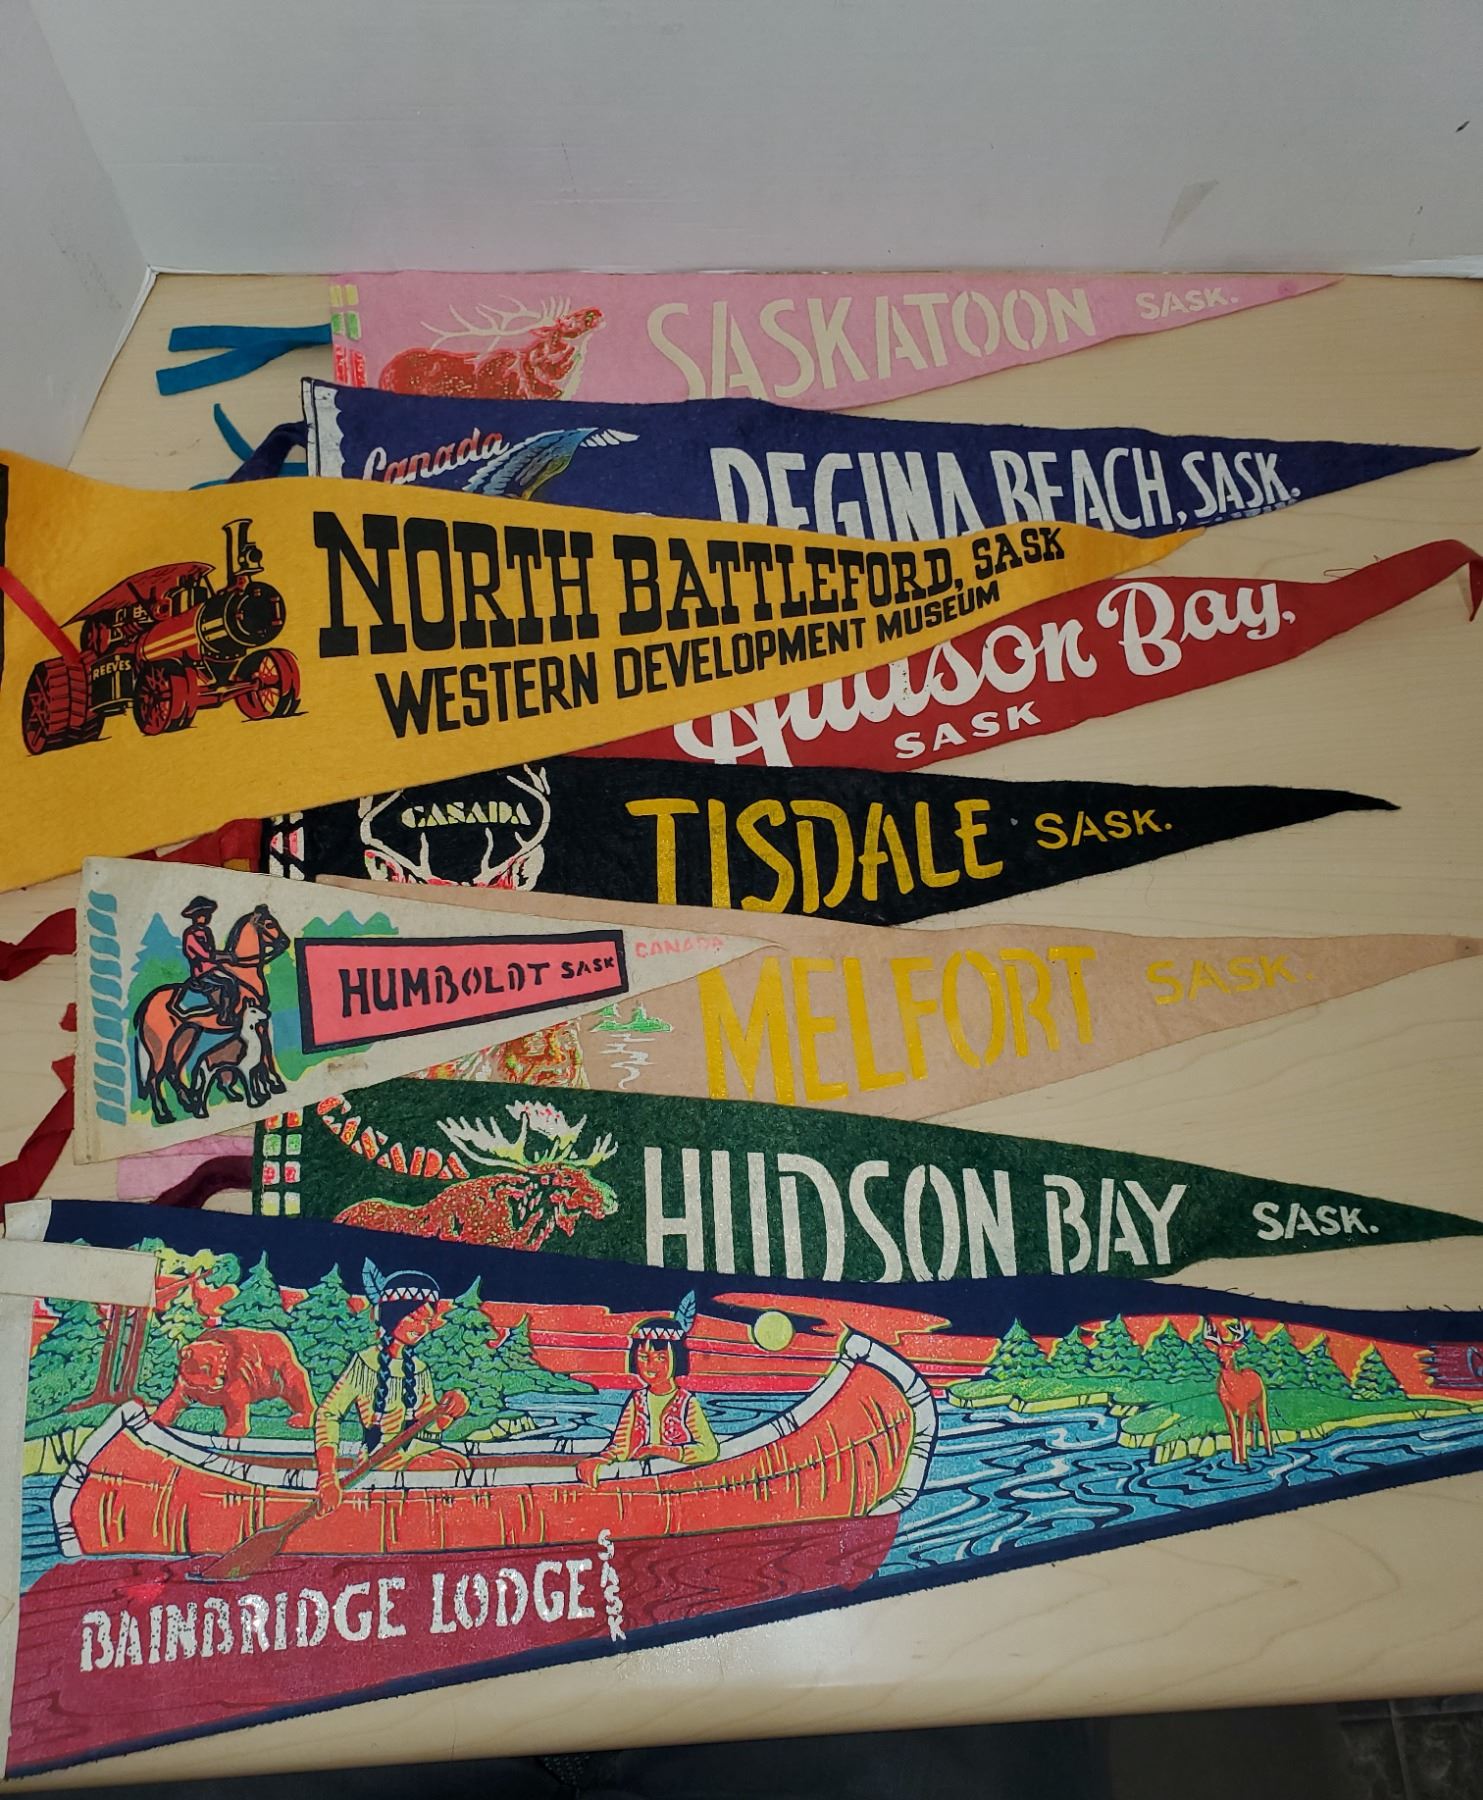 SASKATOON SASK.
Canada
REGINA BEACH, SASK.
NORTH BATTLEFORD, SASK
WESTERN DEVELOPMENT MUSEUM
REEVES
Hudson Bay,
SASK
CANADA
TISDALE SASK.
HUMBOLDT SASK
CANADA
MELFORT SASK.
CANADA
HUDSON BAY SASK.
BAINBRIDGE LODGE SASK